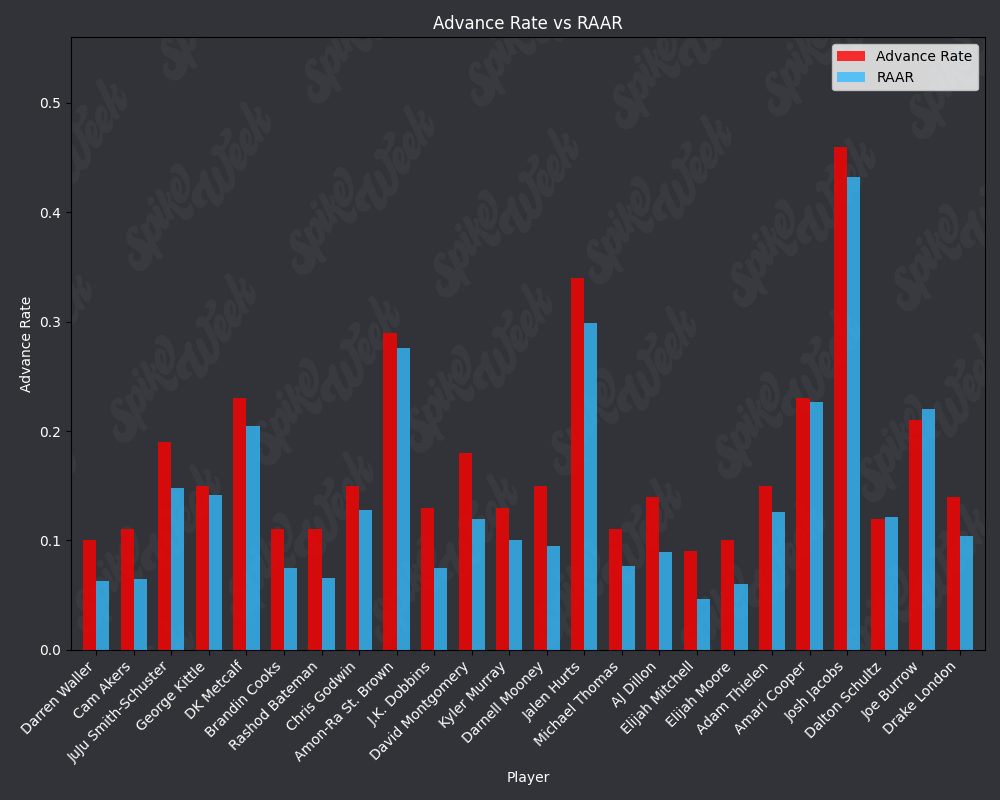 Advance Rate vs RAAR
Advance Rate
RAAR
Advance Rate
0.5
0.4
0.3
0.2
0.1
0.0
Darren Waller
Cam Akers
JuJu Smith-Schuster
George Kittle
DK Metcalf
Brandin Cooks
Rashod Bateman
Chris Godwin
Amon-Ra St. Brown
J.K. Dobbins
David Montgomery
Kyler Murray
Darnell Mooney
Jalen Hurts
Michael Thomas
AJ Dillon
Elijah Mitchell
Elijah Moore
Adam Thielen
Amari Cooper
Josh Jacobs
Dalton Schultz
Joe Burrow
Drake London
Player
Spike Week